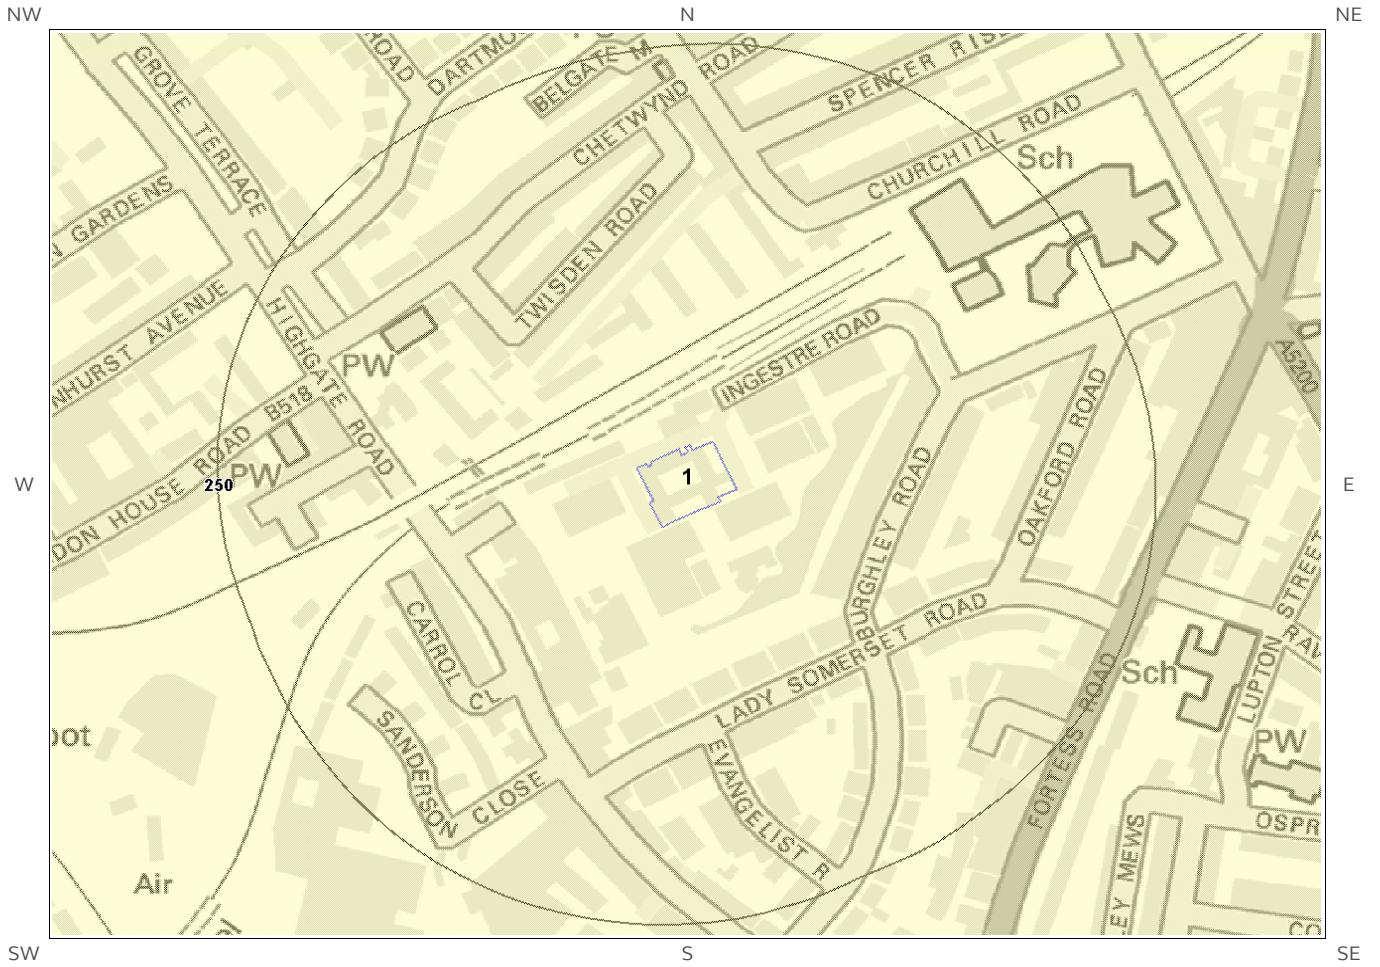 NW
N
NE
GROVE TERRACE
ROAD
DARTMO
BELGATE M
CHETWYND ROAD
SPENCER RISE
CHURCHILL ROAD
Sch
N GARDENS
TWISDEN ROAD
NHURST AVENUE
HIGHGATE ROAD
PW
INGESTRE ROAD
A5200
B518
DON HOUSE ROAD
PW
W
250
1
E
BURGHLEY ROAD
OAKFORD ROAD
CARROL CL
LADY SOMERSET ROAD
STREET
RAV
Sch
LUPTON
SANDERSON CLOSE
EVANGELIST R
FORTESS ROAD
oot
PW
OSPR
EY MEWS
Air
CO
SW
S
SE